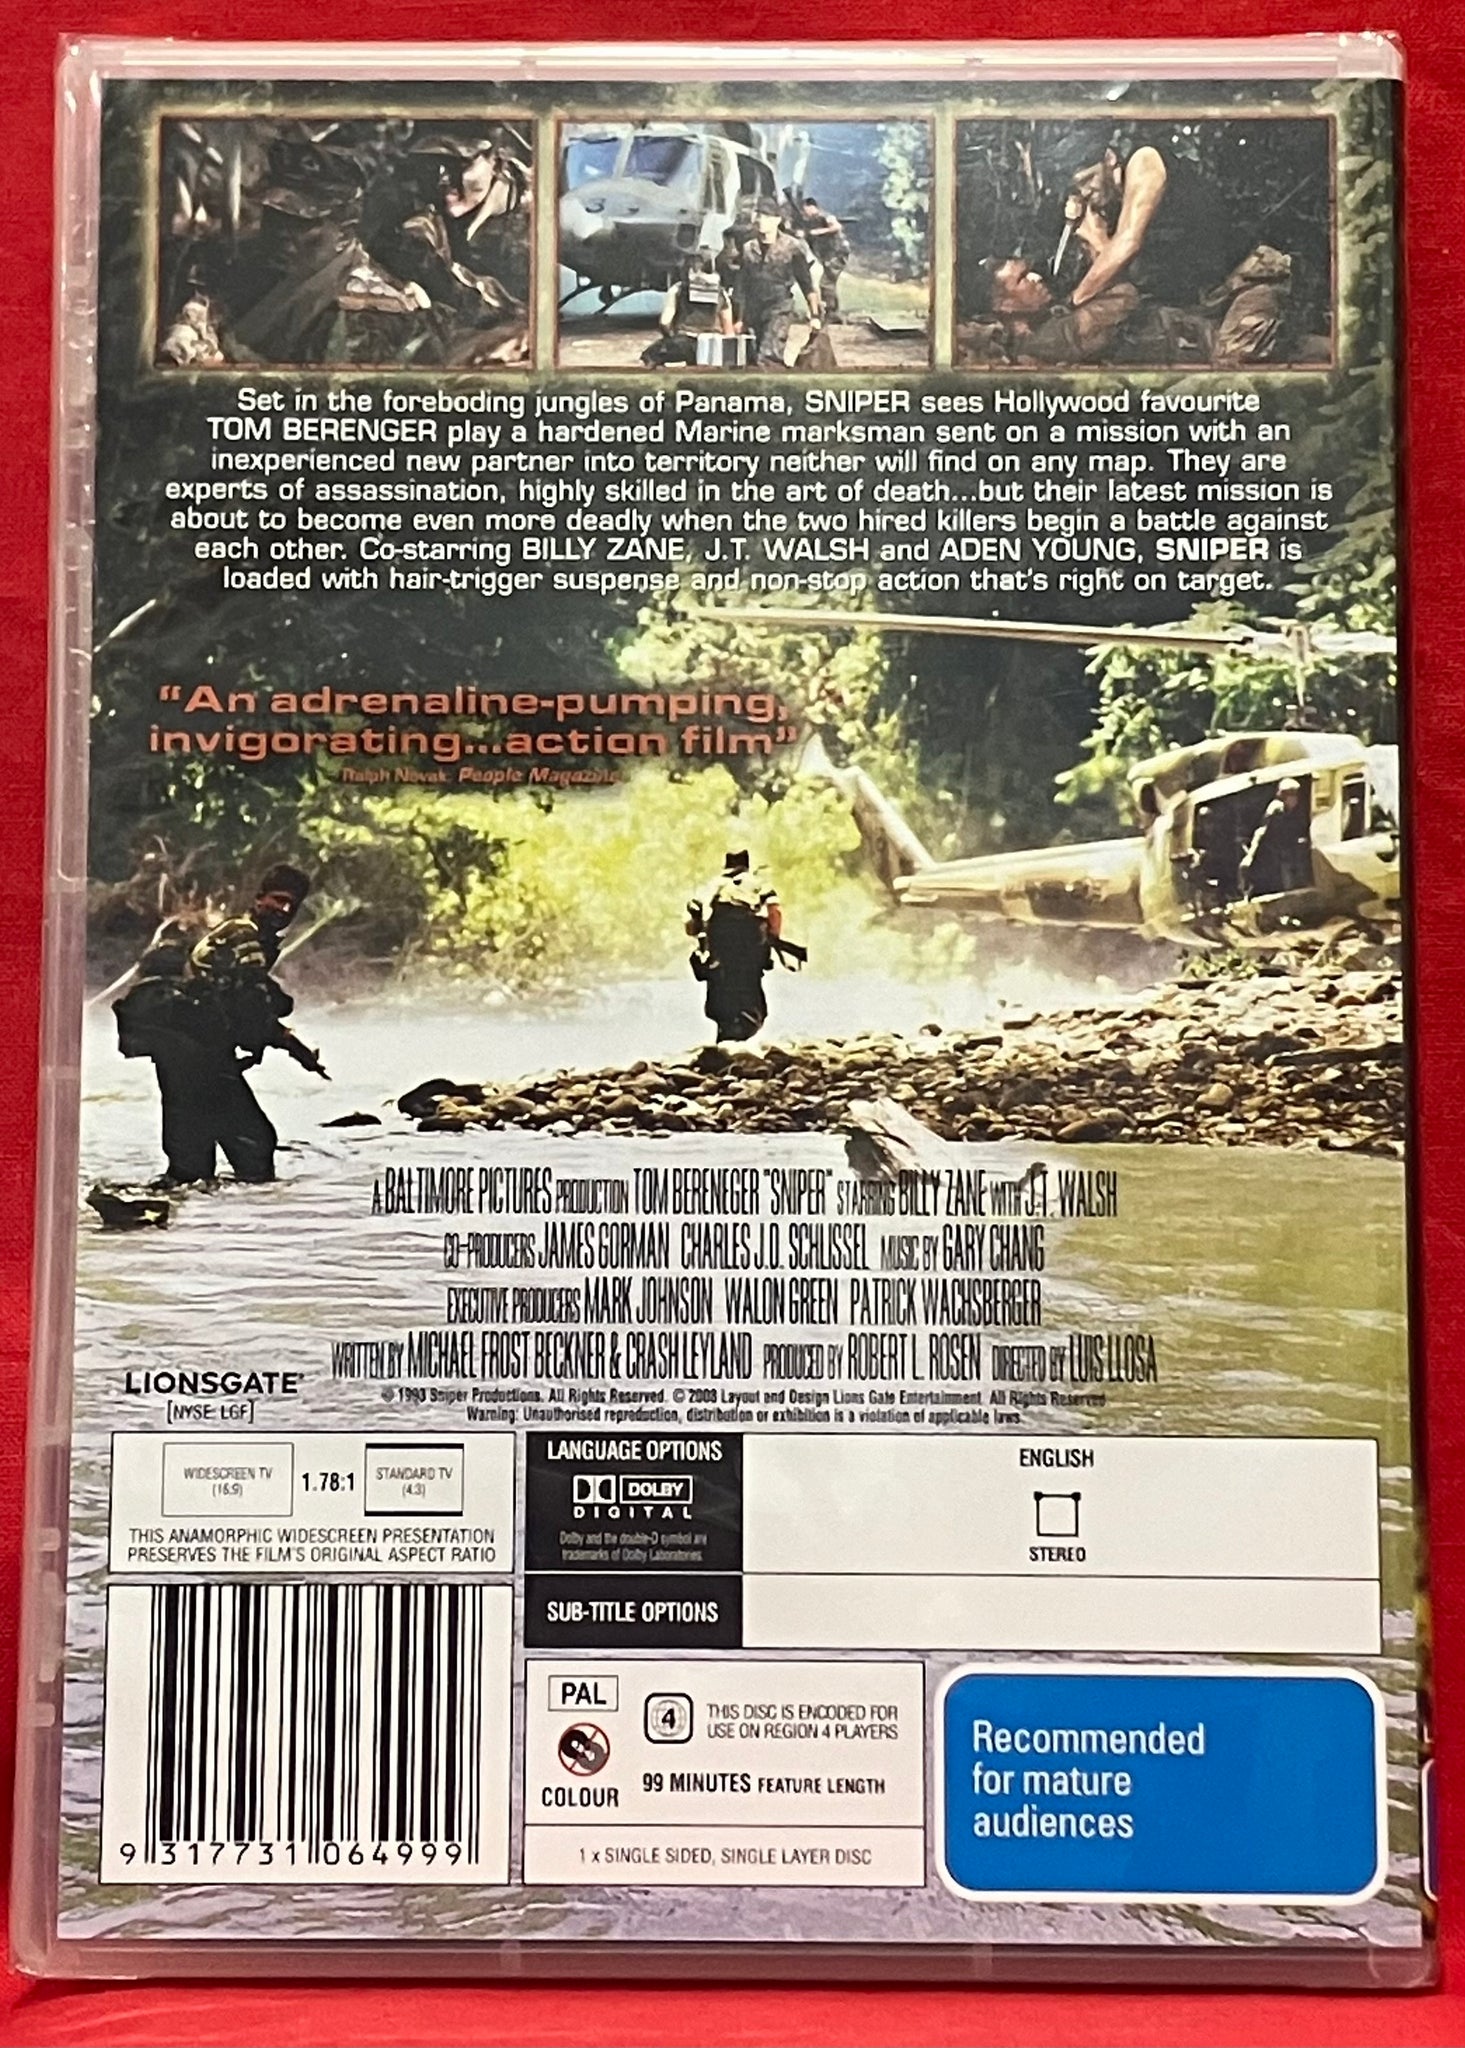 Set in the foreboding jungles of Panama, SNIPER sees Hollywood favourite
TOM BERENGER play a hardened Marine marksman sent on a mission with an
inexperienced new partner into territory neither will find on any map. They are
experts of assassination, highly skilled in the art of death...but their latest mission is
about to become even more deadly when the two hired killers begin a battle against
each other. Co-starring BILLY ZANE, J.T. WALSH and ADEN YOUNG, SNIPER is
loaded with hair-trigger suspense and non-stop action that's right on target.
"An adrenaline-pumping,
invigorating...action film"
Ralph Novak, People Magazine
A BALTIMORE PICTURES PRODUCTION TOM BERENEGER "SNIPER" STARRING BILLY ZANE WITH J.T. WALSH
CO-PRODUCERS JAMES GORMAN CHARLES J.D. SCHLISSEL MUSIC BY GARY CHANG
EXECUTIVE PRODUCERS MARK JOHNSON WALON GREEN PATRICK WACHSBERGER
WRITTEN BY MICHAEL FROST BECKNER & CRASH LEYLAND PRODUCED BY ROBERT L. ROSEN DIRECTED BY LUIS LLOSA
LIONSGATE
[NYSE: LGF]
© 1993 Sniper Productions. All Rights Reserved. © 2008 Layout and Design Lions Gate Entertainment. All Rights Reserved
Warning: Unauthorised reproduction, distribution or exhibition is a violation of applicable laws.
WIDESCREEN TV
(16:9)
1.78:1
STANDARD TV
(4:3)
THIS ANAMORPHIC WIDESCREEN PRESENTATION
PRESERVES THE FILM'S ORIGINAL ASPECT RATIO
LANGUAGE OPTIONS
DOLBY
DIGITAL
Dolby and the double-D symbol are
trademarks of Dolby Laboratories
ENGLISH
STEREO
SUB-TITLE OPTIONS
9 317731 064999
PAL
COLOUR
4
THIS DISC IS ENCODED FOR
USE ON REGION 4 PLAYERS
99 MINUTES FEATURE LENGTH
1 x SINGLE SIDED, SINGLE LAYER DISC
Recommended
for mature
audiences